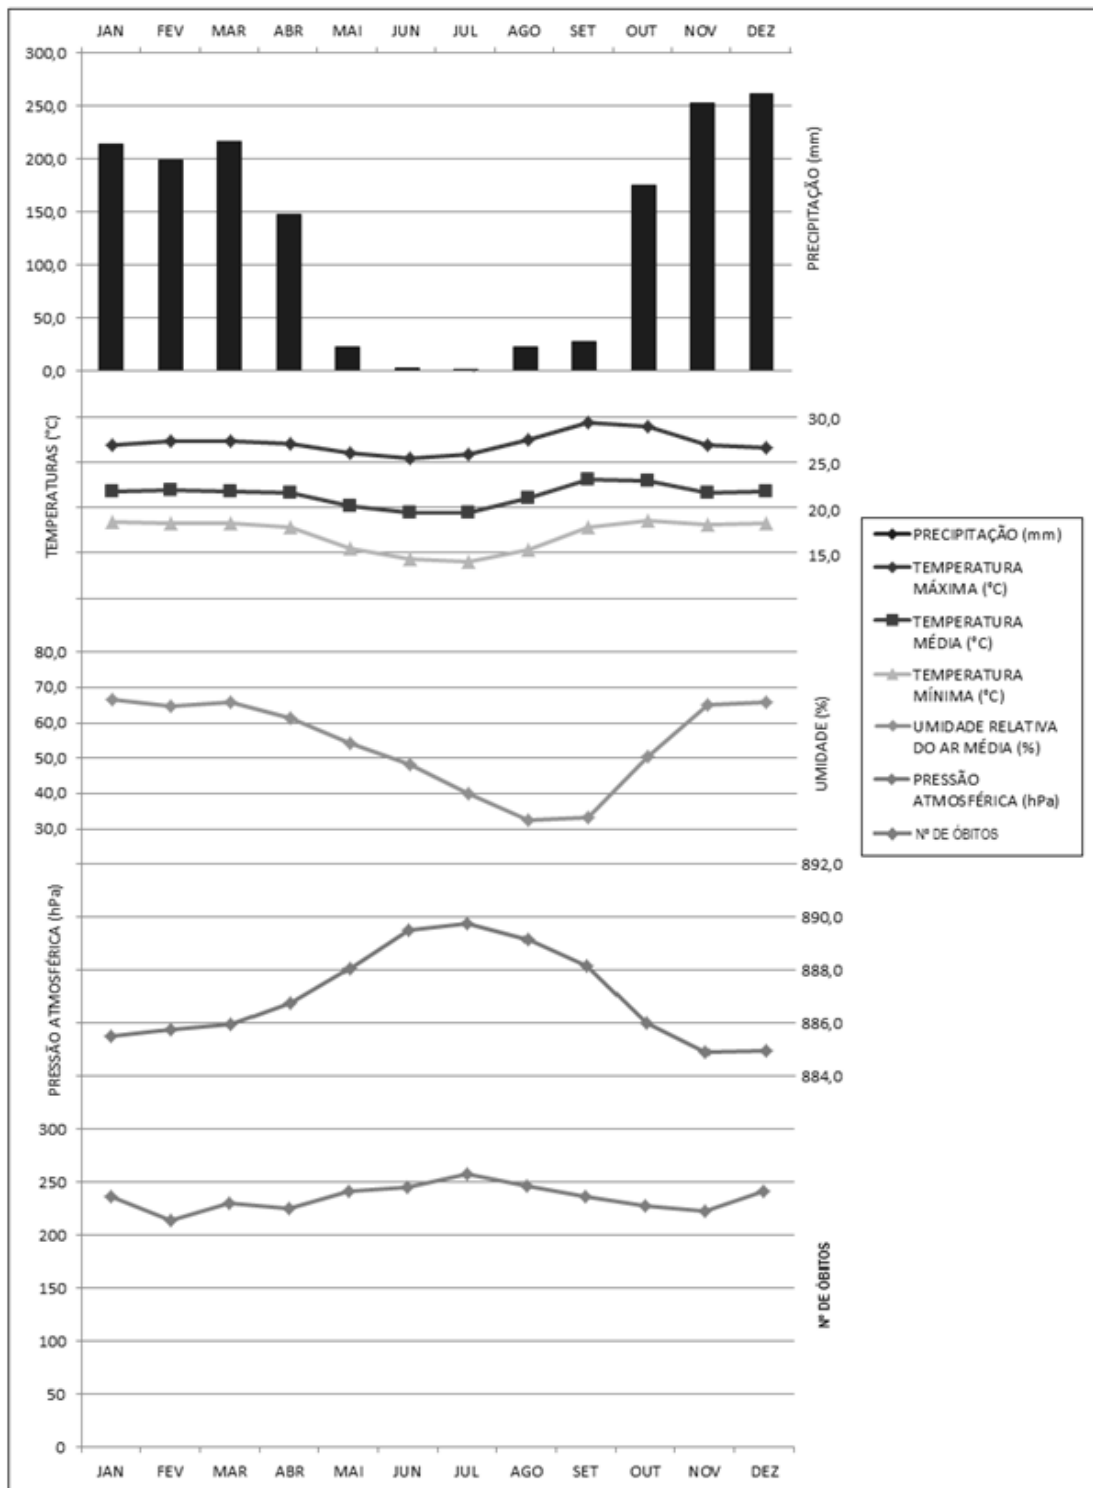 JAN FEV MAR ABR MAI JUN JUL AGO SET OUT NOV DEZ
300,0
250,0
200,0
150,0
100,0
50,0
0,0
PRECIPITAÇÃO (mm)
TEMPERATURAS (°C)
30,0
25,0
20,0
15,0
PRECIPITAÇÃO (mm)
TEMPERATURA
MÁXIMA (°C)
TEMPERATURA
MÉDIA (°C)
TEMPERATURA
MÍNIMA (°C)
UMIDADE RELATIVA
DO AR MÉDIA (%)
PRESSÃO
ATMOSFÉRICA (hPa)
Nº DE ÓBITOS
80,0
70,0
60,0
50,0
40,0
30,0
UMIDADE (%)
PRESSÃO ATMOSFÉRICA (hPa)
892,0
890,0
888,0
886,0
884,0
300
250
200
150
100
50
0
Nº DE ÓBITOS
JAN FEV MAR ABR MAI JUN JUL AGO SET OUT NOV DEZ